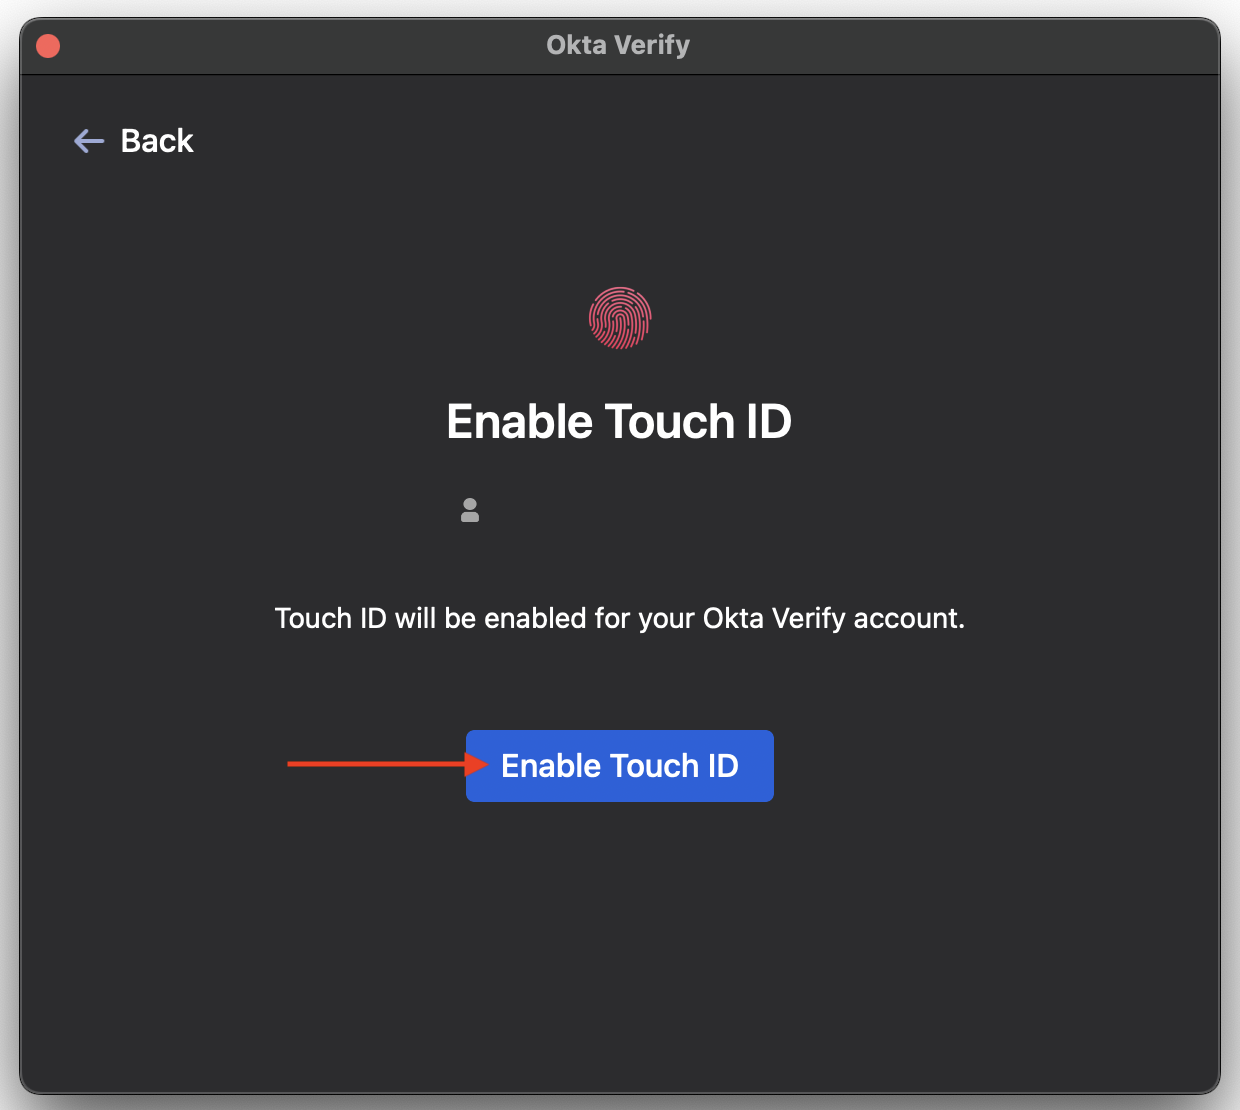 Okta Verify
Back
Enable Touch ID
Touch ID will be enabled for your Okta Verify account.
Enable Touch ID